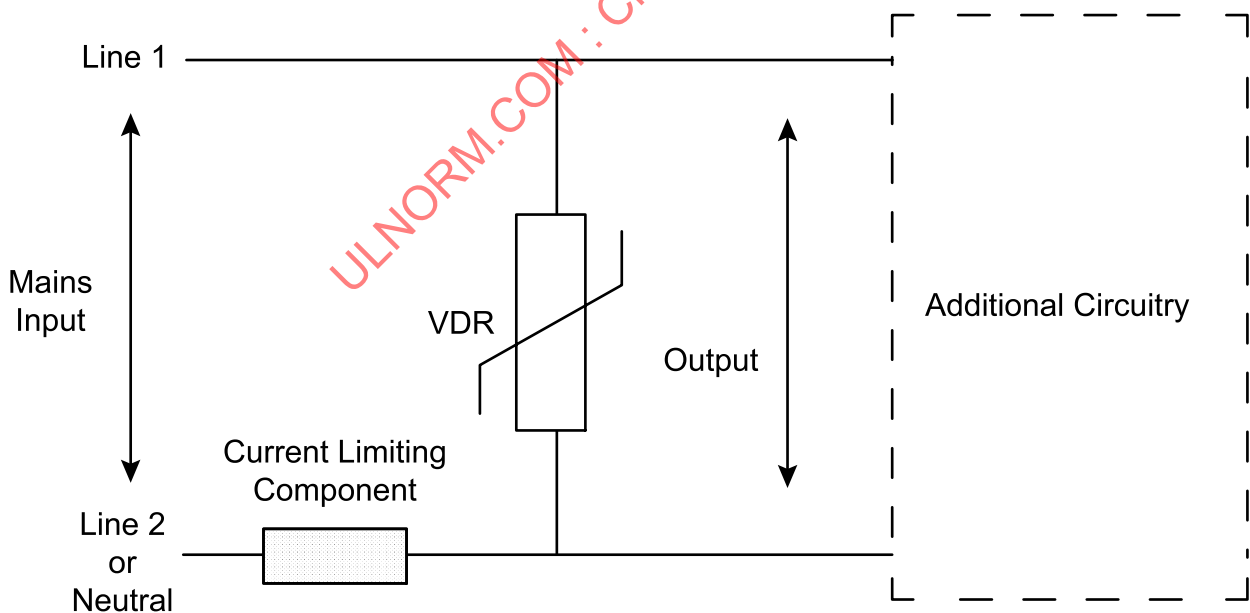 Line 1
ULNORM.COM :
Mains
Input
VDR
Output
Additional Circuitry
Current Limiting
Component
Line 2
or
Neutral